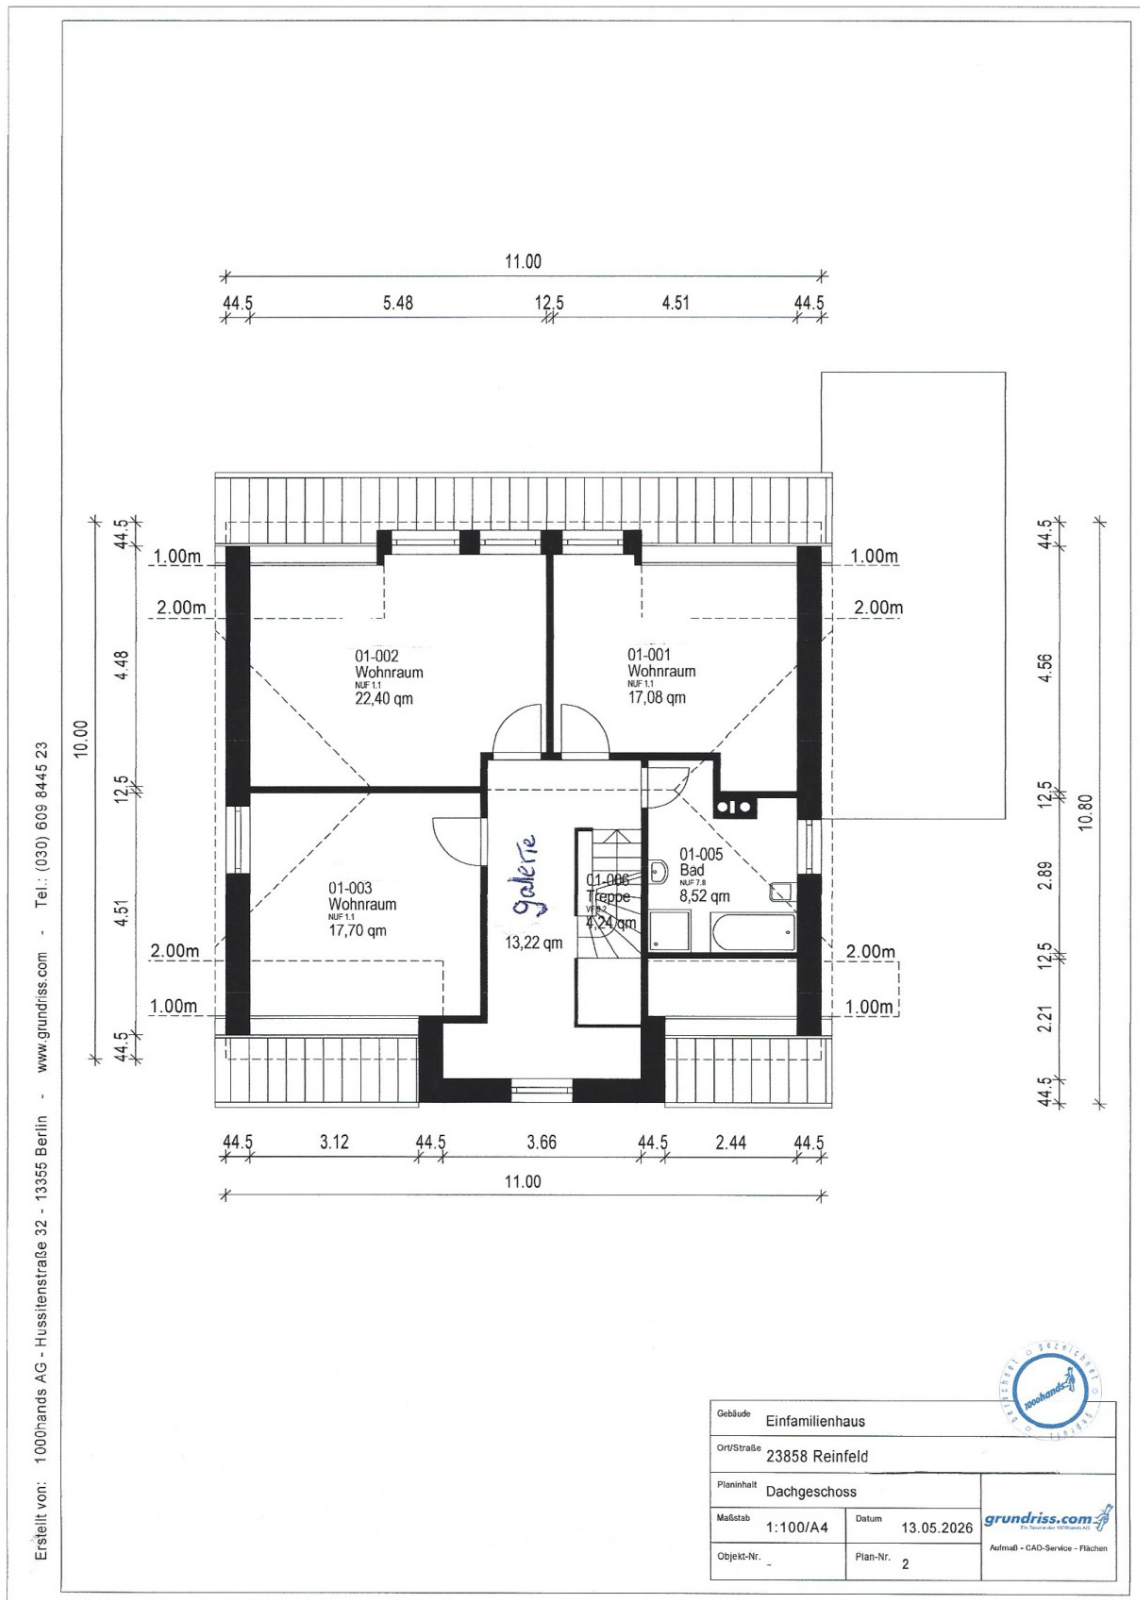 11.00
44.5 5.48 12.5 4.51 44.5
44.5 44.5
1.00m 1.00m
2.00m 2.00m
4.48 4.56
10.00
01-002
Wohnraum
NUF 1.1
22,40 qm
01-001
Wohnraum
NUF 1.1
17,08 qm
12.5 12.5
10.80
01-003
Wohnraum
NUF 1.1
17,70 qm
Galerie
13,22 qm
01-006
Treppe
4,24 qm
01-005
Bad
NUF 7.8
8,52 qm
4.51 2.89
2.00m 2.00m
12.5
1.00m 1.00m
2.21
44.5 44.5
44.5 3.12 44.5 3.66 44.5 2.44 44.5
11.00
Erstellt von: 1000hands AG - Hussitenstraße 32 - 13355 Berlin - www.grundriss.com - Tel.: (030) 609 8445 23
berechnet gezeichnet geprüft
1000hands
Gebäude Einfamilienhaus
Ort/Straße 23858 Reinfeld
Planinhalt Dachgeschoss
Maßstab 1:100/A4 Datum 13.05.2026
Objekt-Nr. - Plan-Nr. 2
grundriss.com
Ein Service der 1000hands AG
Aufmaß - CAD-Service - Flächen